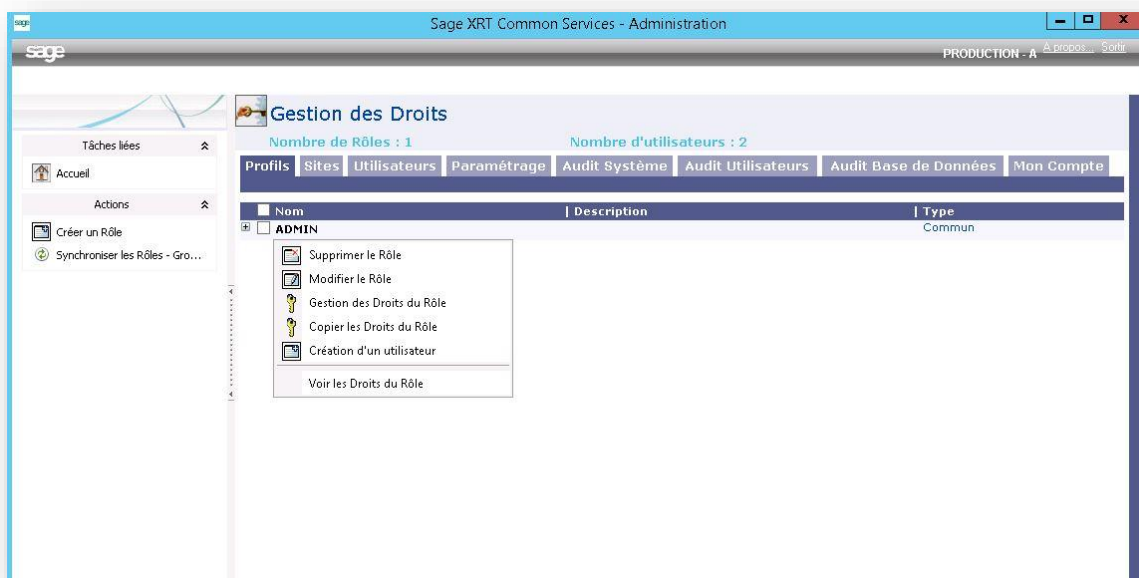 sage
Sage XRT Common Services - Administration
sage
PRODUCTION - A
A propos... Sortir
Gestion des Droits
Nombre de Rôles : 1 Nombre d'utilisateurs : 2
Tâches liées
Accueil
Actions
Créer un Rôle
Synchroniser les Rôles - Gro...
Profils Sites Utilisateurs Paramétrage Audit Système Audit Utilisateurs Audit Base de Données Mon Compte
Nom | Description | Type
ADMIN Commun
Supprimer le Rôle
Modifier le Rôle
Gestion des Droits du Rôle
Copier les Droits du Rôle
Création d'un utilisateur
Voir les Droits du Rôle